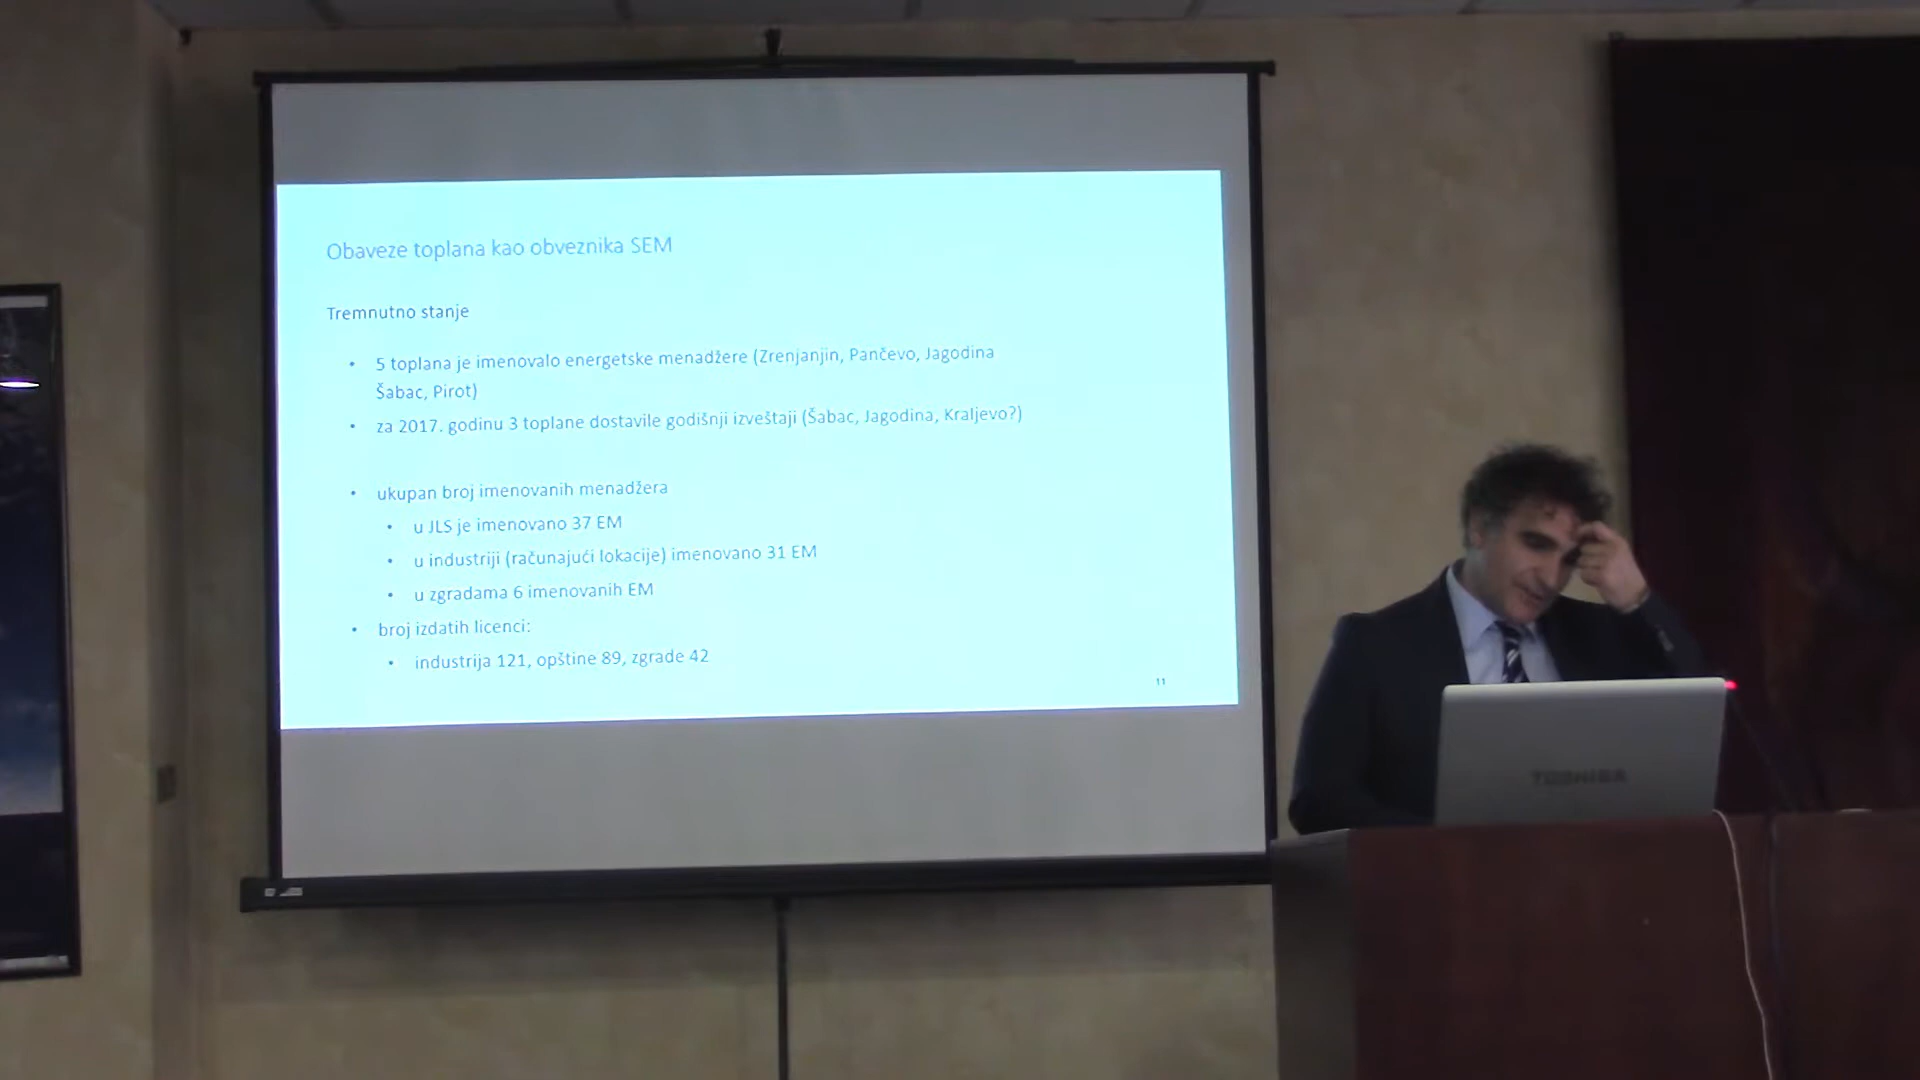 Obaveze toplana kao obveznika SEM
Tremnutno stanje
• 5 toplana je imenovalo energetske menadžere (Zrenjanjin, Pančevo, Jagodina
Šabac, Pirot)
• za 2017. godinu 3 toplane dostavile godišnji izveštaji (Šabac, Jagodina, Kraljevo?)
• ukupan broj imenovanih menadžera
• u JLS je imenovano 37 EM
• u industriji (računajući lokacije) imenovano 31 EM
• u zgradama 6 imenovanih EM
• broj izdatih licenci:
• industrija 121, opštine 89, zgrade 42
11
TOSHIBA